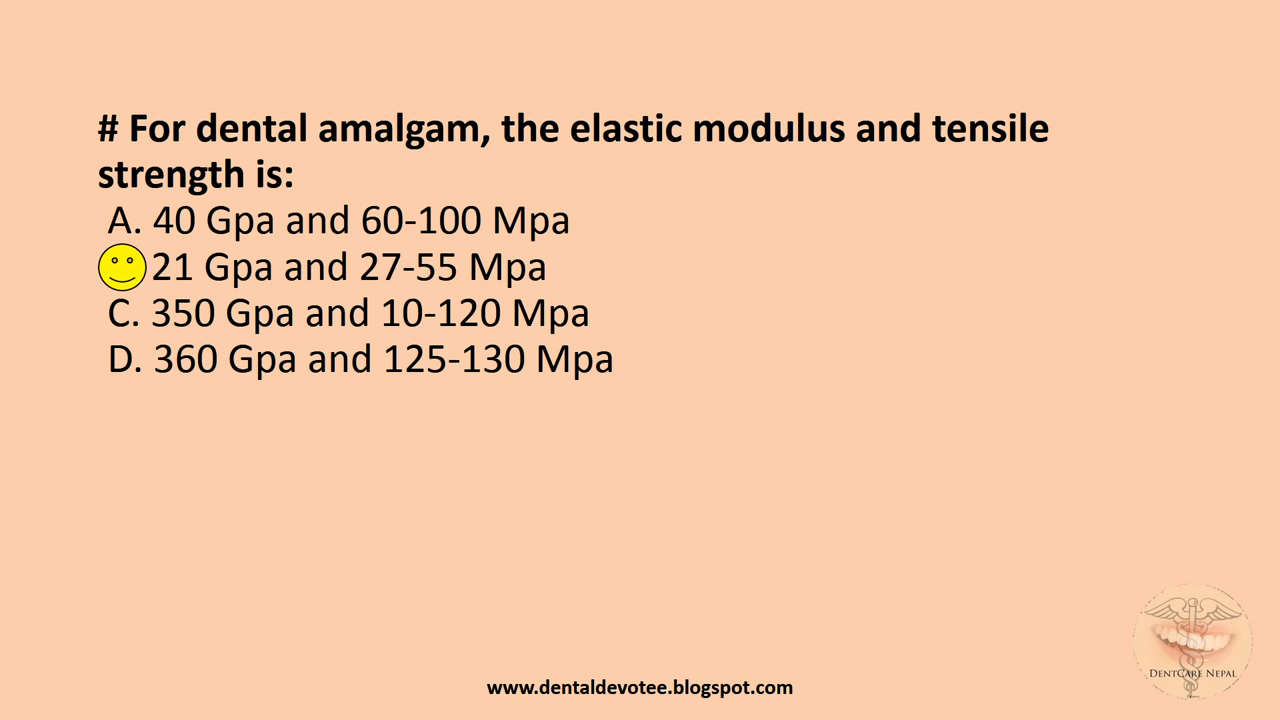 # For dental amalgam, the elastic modulus and tensile
strength is:
A. 40 Gpa and 60-100 Mpa
21 Gpa and 27-55 Mpa
C. 350 Gpa and 10-120 Mpa
D. 360 Gpa and 125-130 Mpa
DentCare Nepal
www.dentaldevotee.blogspot.com